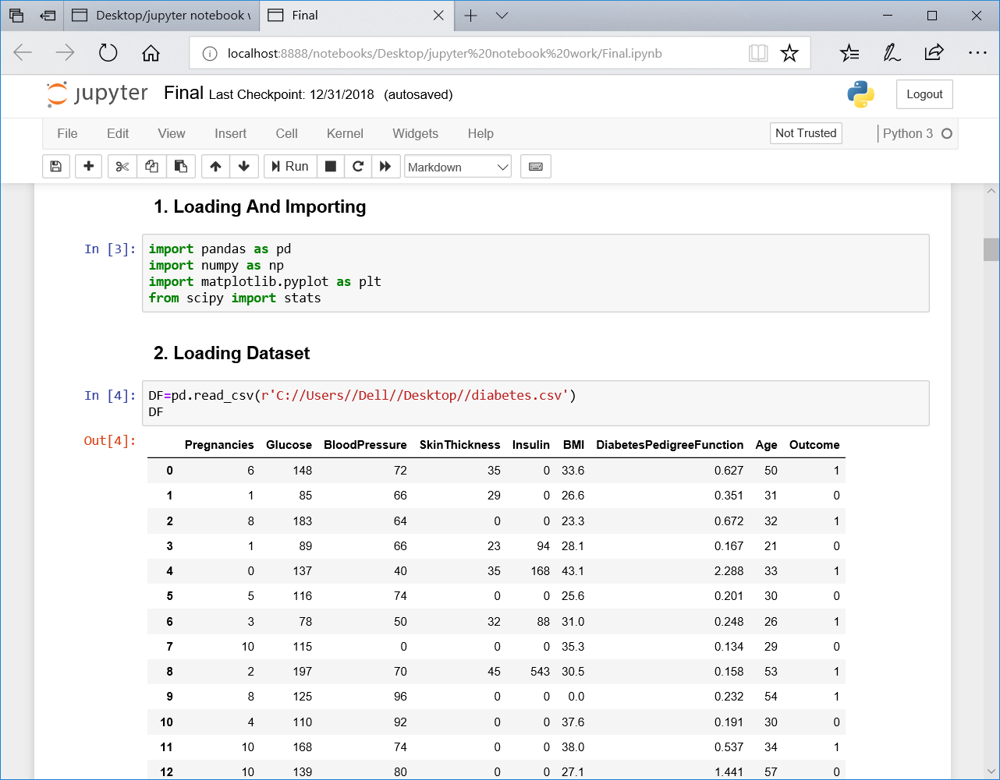 Desktop/jupyter notebook w
Final
localhost:8888/notebooks/Desktop/jupyter%20notebook%20work/Final.ipynb
jupyter Final Last Checkpoint: 12/31/2018 (autosaved) Logout
File Edit View Insert Cell Kernel Widgets Help Not Trusted Python 3
Run Markdown
1. Loading And Importing
In [3]: import pandas as pd
import numpy as np
import matplotlib.pyplot as plt
from scipy import stats
2. Loading Dataset
In [4]: DF=pd.read_csv(r'C://Users//Dell//Desktop//diabetes.csv')
DF
Out[4]:
Pregnancies Glucose BloodPressure SkinThickness Insulin BMI DiabetesPedigreeFunction Age Outcome
0 6 148 72 35 0 33.6 0.627 50 1
1 1 85 66 29 0 26.6 0.351 31 0
2 8 183 64 0 0 23.3 0.672 32 1
3 1 89 66 23 94 28.1 0.167 21 0
4 0 137 40 35 168 43.1 2.288 33 1
5 5 116 74 0 0 25.6 0.201 30 0
6 3 78 50 32 88 31.0 0.248 26 1
7 10 115 0 0 0 35.3 0.134 29 0
8 2 197 70 45 543 30.5 0.158 53 1
9 8 125 96 0 0 0.0 0.232 54 1
10 4 110 92 0 0 37.6 0.191 30 0
11 10 168 74 0 0 38.0 0.537 34 1
12 10 139 80 0 0 27.1 1.441 57 0